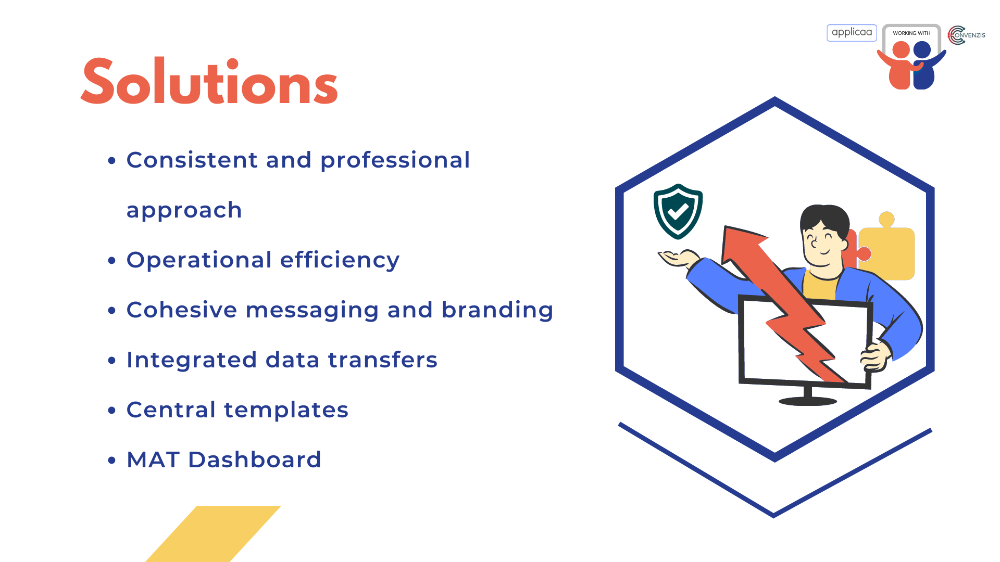 applicaa
WORKING WITH
CONVENZIS
Solutions
• Consistent and professional
approach
• Operational efficiency
• Cohesive messaging and branding
• Integrated data transfers
• Central templates
• MAT Dashboard